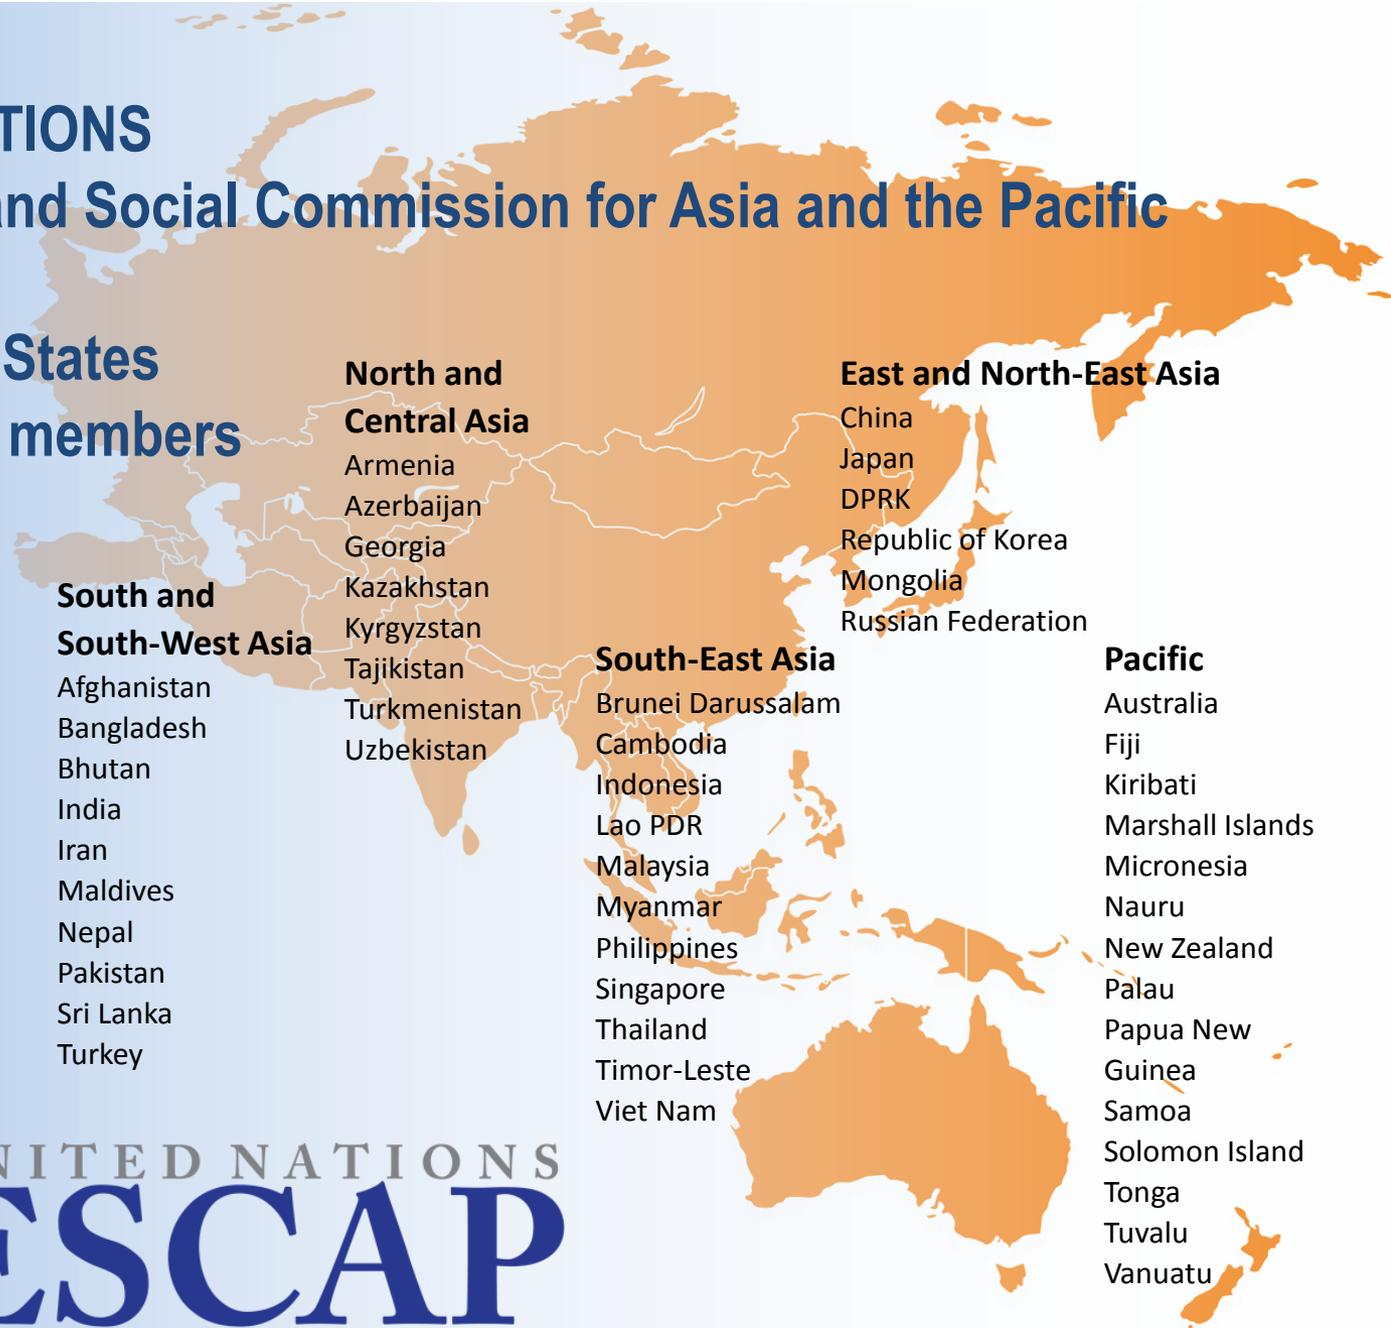 TIONS
and Social Commission for Asia and the Pacific
States
members
North and
Central Asia
Armenia
Azerbaijan
Georgia
Kazakhstan
Kyrgyzstan
Tajikistan
Turkmenistan
Uzbekistan
East and North-East Asia
China
Japan
DPRK
Republic of Korea
Mongolia
Russian Federation
South and
South-West Asia
Afghanistan
Bangladesh
Bhutan
India
Iran
Maldives
Nepal
Pakistan
Sri Lanka
Turkey
South-East Asia
Brunei Darussalam
Cambodia
Indonesia
Lao PDR
Malaysia
Myanmar
Philippines
Singapore
Thailand
Timor-Leste
Viet Nam
Pacific
Australia
Fiji
Kiribati
Marshall Islands
Micronesia
Nauru
New Zealand
Palau
Papua New
Guinea
Samoa
Solomon Island
Tonga
Tuvalu
Vanuatu
NITED NATIONS
ESCAP